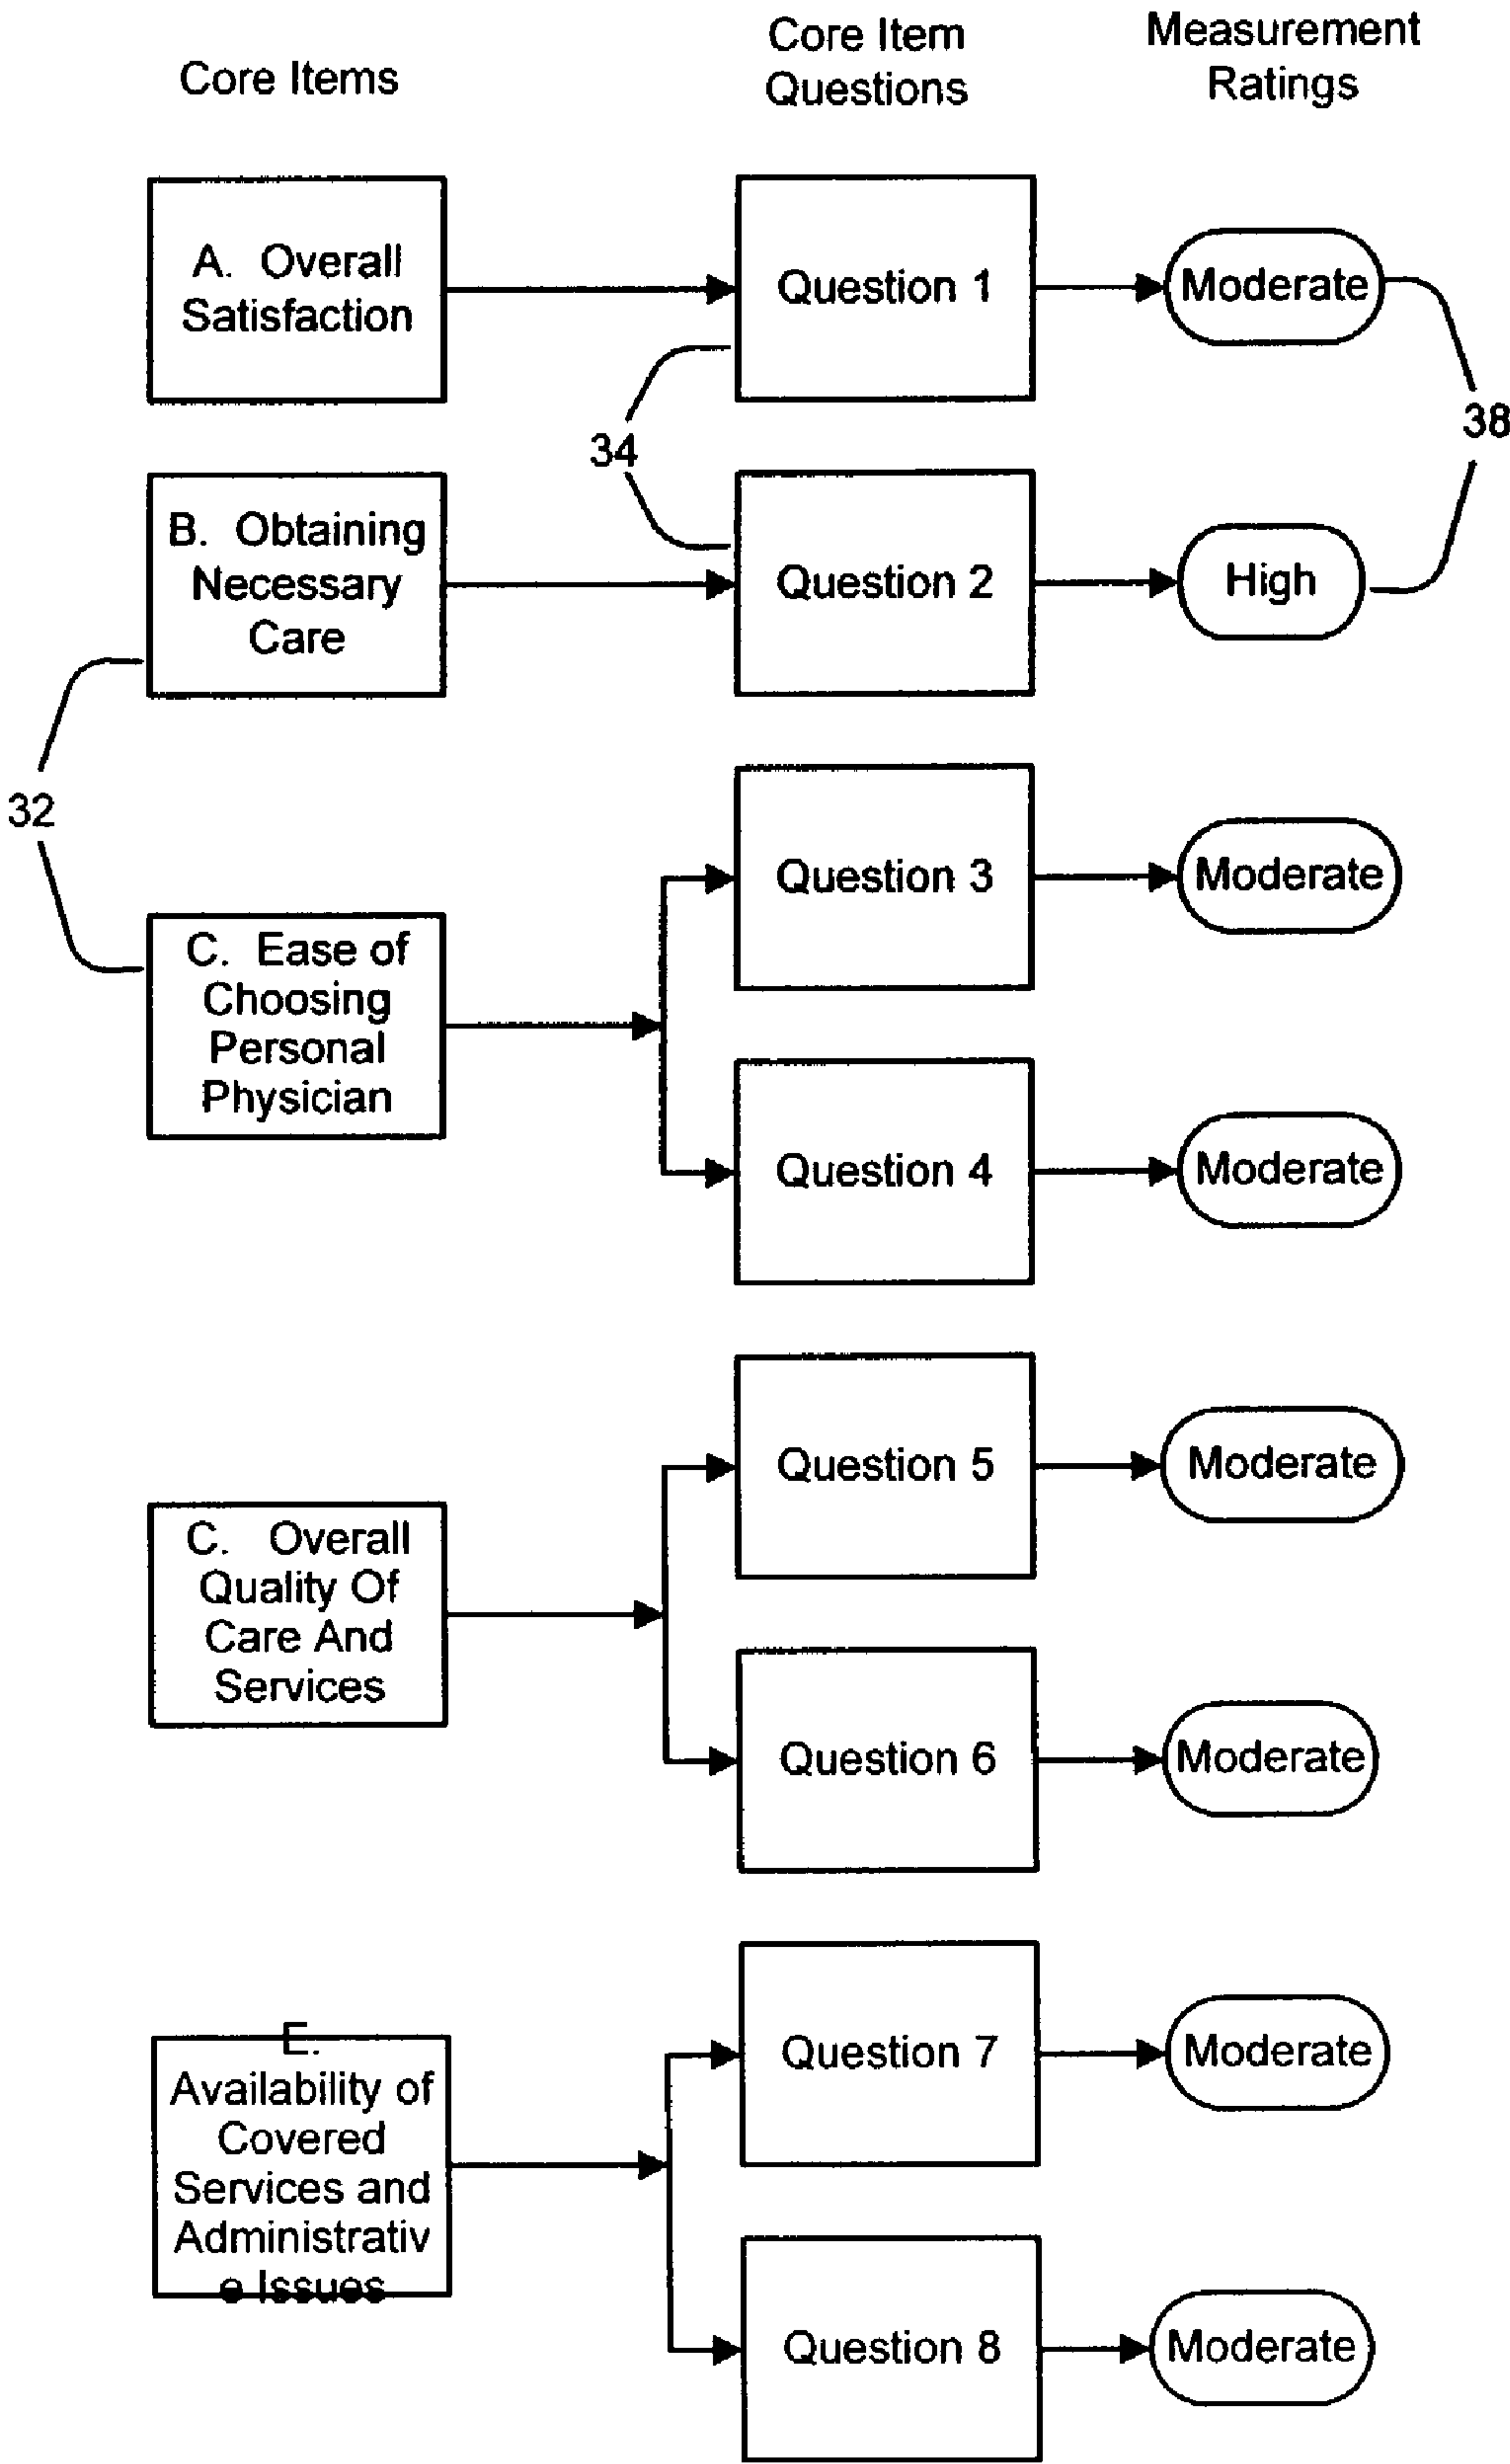 Core Items
Core Item
Questions
Measurement
Ratings
A. Overall
Satisfaction
Question 1
Moderate
34
38
B. Obtaining
Necessary
Care
Question 2
High
32
Question 3
Moderate
C. Ease of
Choosing
Personal
Physician
Question 4
Moderate
Question 5
Moderate
C. Overall
Quality Of
Care And
Services
Question 6
Moderate
Question 7
Moderate
E.
Availability of
Covered
Services and
Administrativ
e Issues
Question 8
Moderate